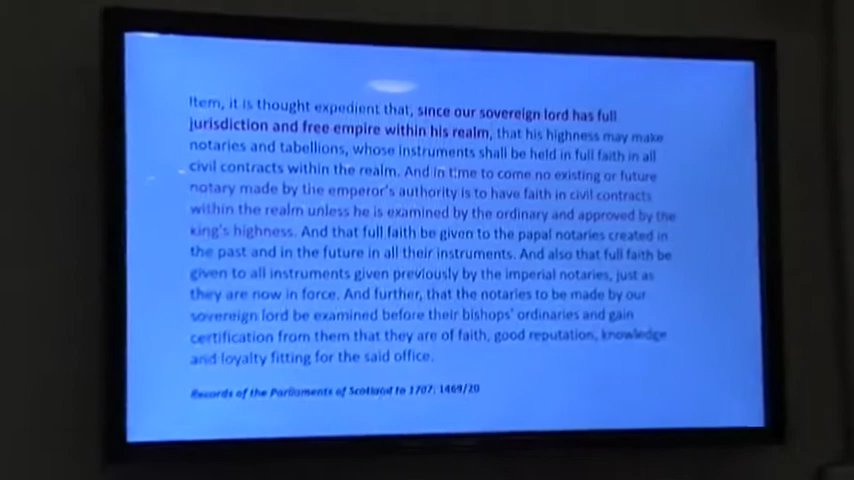 Item, it is thought expedient that, since our sovereign lord has full
jurisdiction and free empire within his realm, that his highness may make
notaries and tabellions, whose instruments shall be held in full faith in all
civil contracts within the realm. And in time to come no existing or future
notary made by the emperor's authority is to have faith in civil contracts
within the realm unless he is examined by the ordinary and approved by the
king's highness. And that full faith be given to the papal notaries created in
the past and in the future in all their instruments. And also that full faith be
given to all instruments given previously by the imperial notaries, just as
they are now in force. And further, that the notaries to be made by our
sovereign lord be examined before their bishops' ordinaries and gain
certification from them that they are of faith, good reputation, knowledge
and loyalty fitting for the said office.
Records of the Parliaments of Scotland to 1707: 1469/20